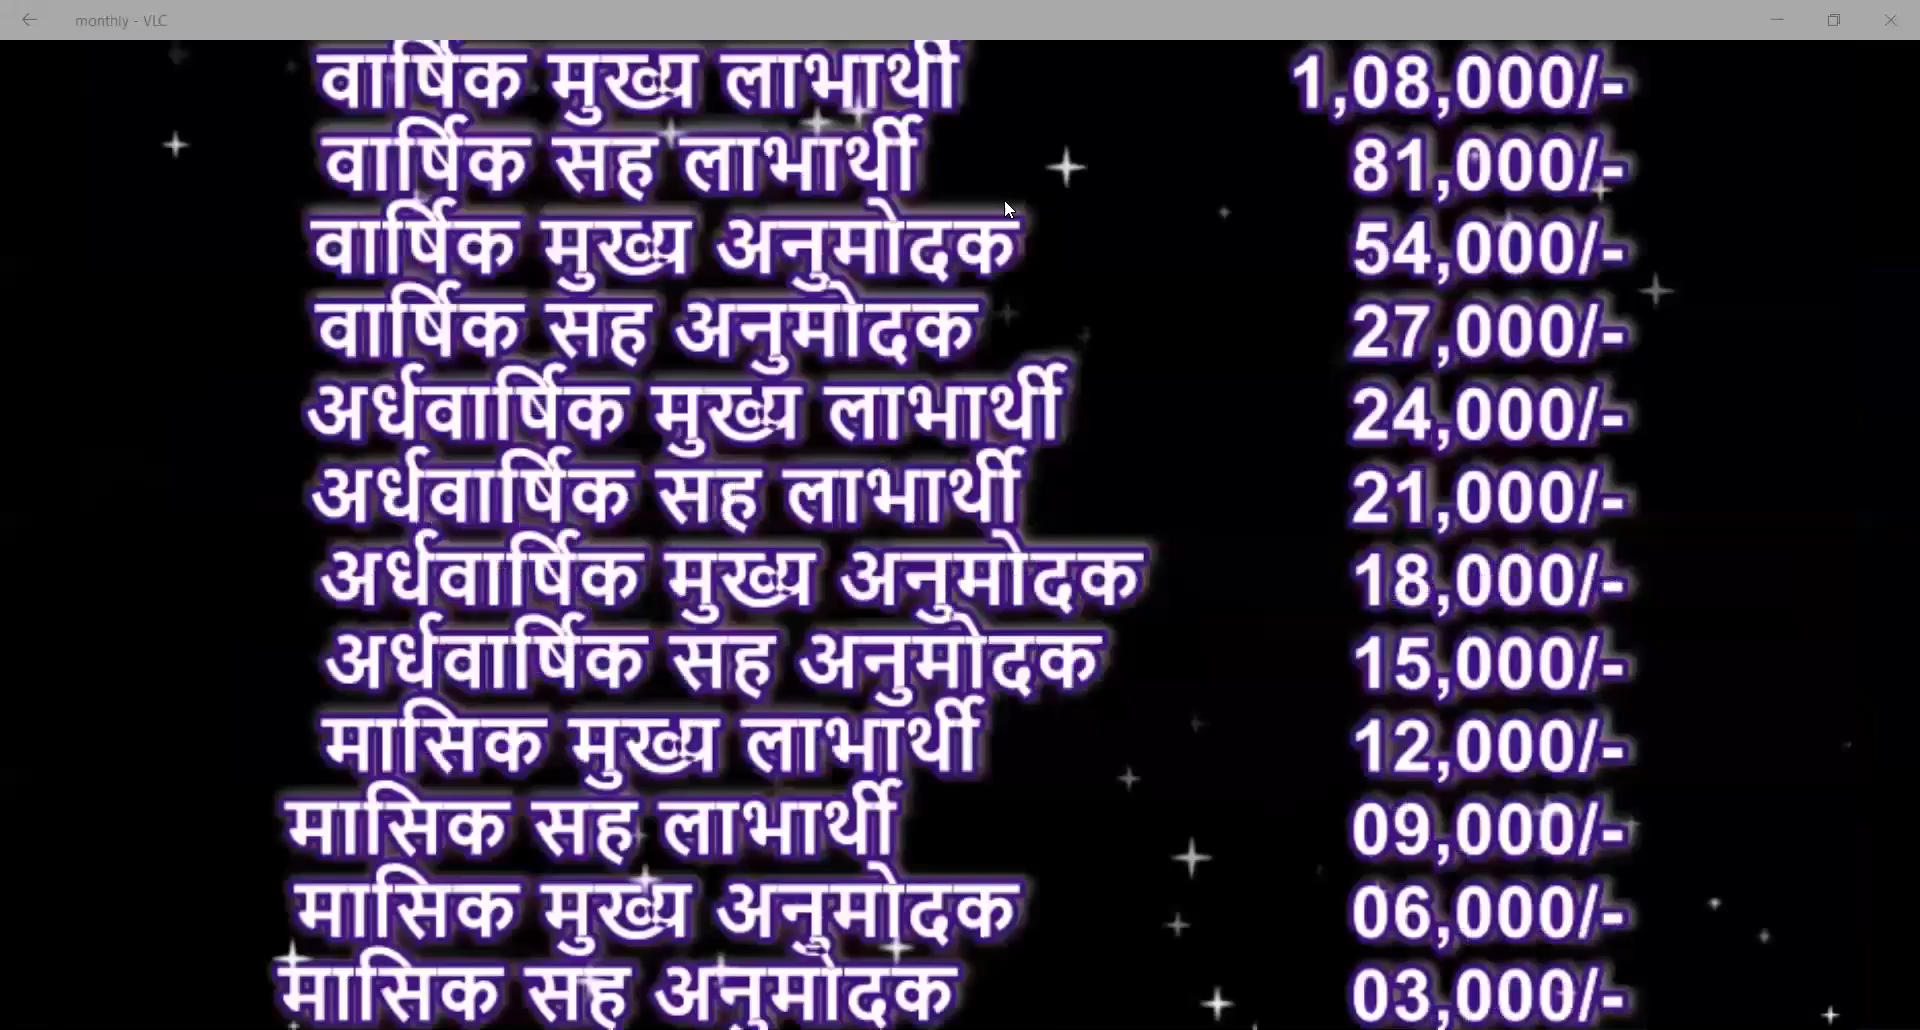 monthly - VLC
वार्षिक मुख्य लाभार्थी 1,08,000/-
वार्षिक सह लाभार्थी 81,000/-
वार्षिक मुख्य अनुमोदक 54,000/-
वार्षिक सह अनुमोदक 27,000/-
अर्धवार्षिक मुख्य लाभार्थी 24,000/-
अर्धवार्षिक सह लाभार्थी 21,000/-
अर्धवार्षिक मुख्य अनुमोदक 18,000/-
अर्धवार्षिक सह अनुमोदक 15,000/-
मासिक मुख्य लाभार्थी 12,000/-
मासिक सह लाभार्थी 09,000/-
मासिक मुख्य अनुमोदक 06,000/-
मासिक सह अनुमोदक 03,000/-